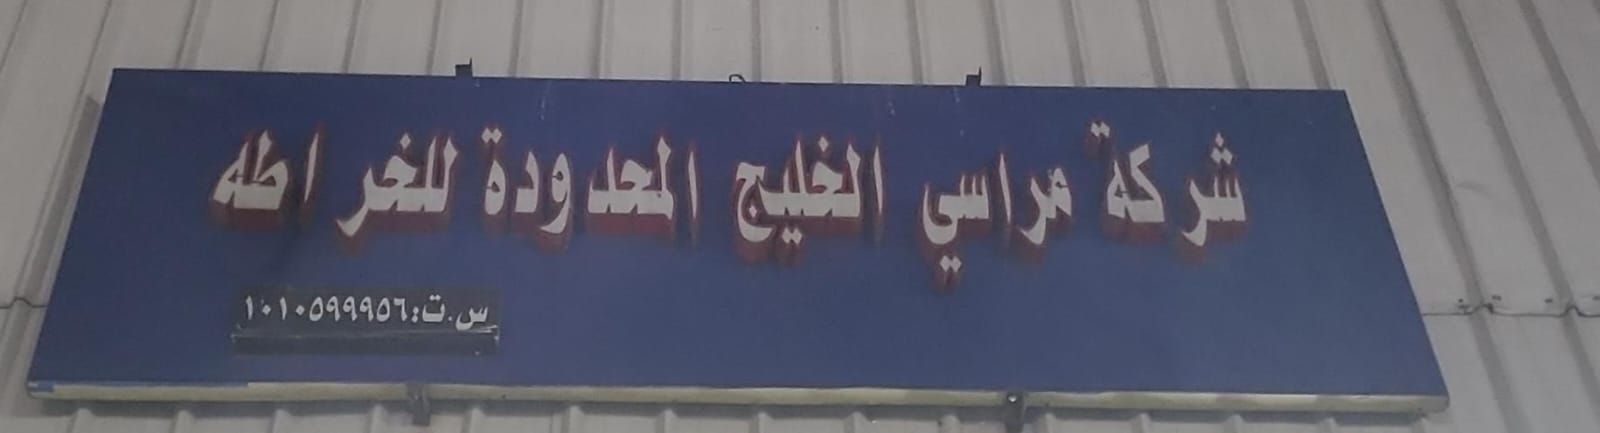 شركة مراسي الخليج المحدودة للخراطه
س.ت:١٠١٠٥٩٩٩٥٦